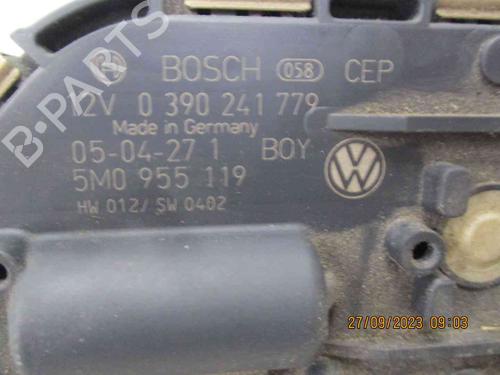 B-PARTS
BOSCH 058 CEP
12V 0 390 241 779
Made in Germany
05-04-27 1 BOY
5M0 955 119
HW 012/ SW 0402
27/09/2023 09:03